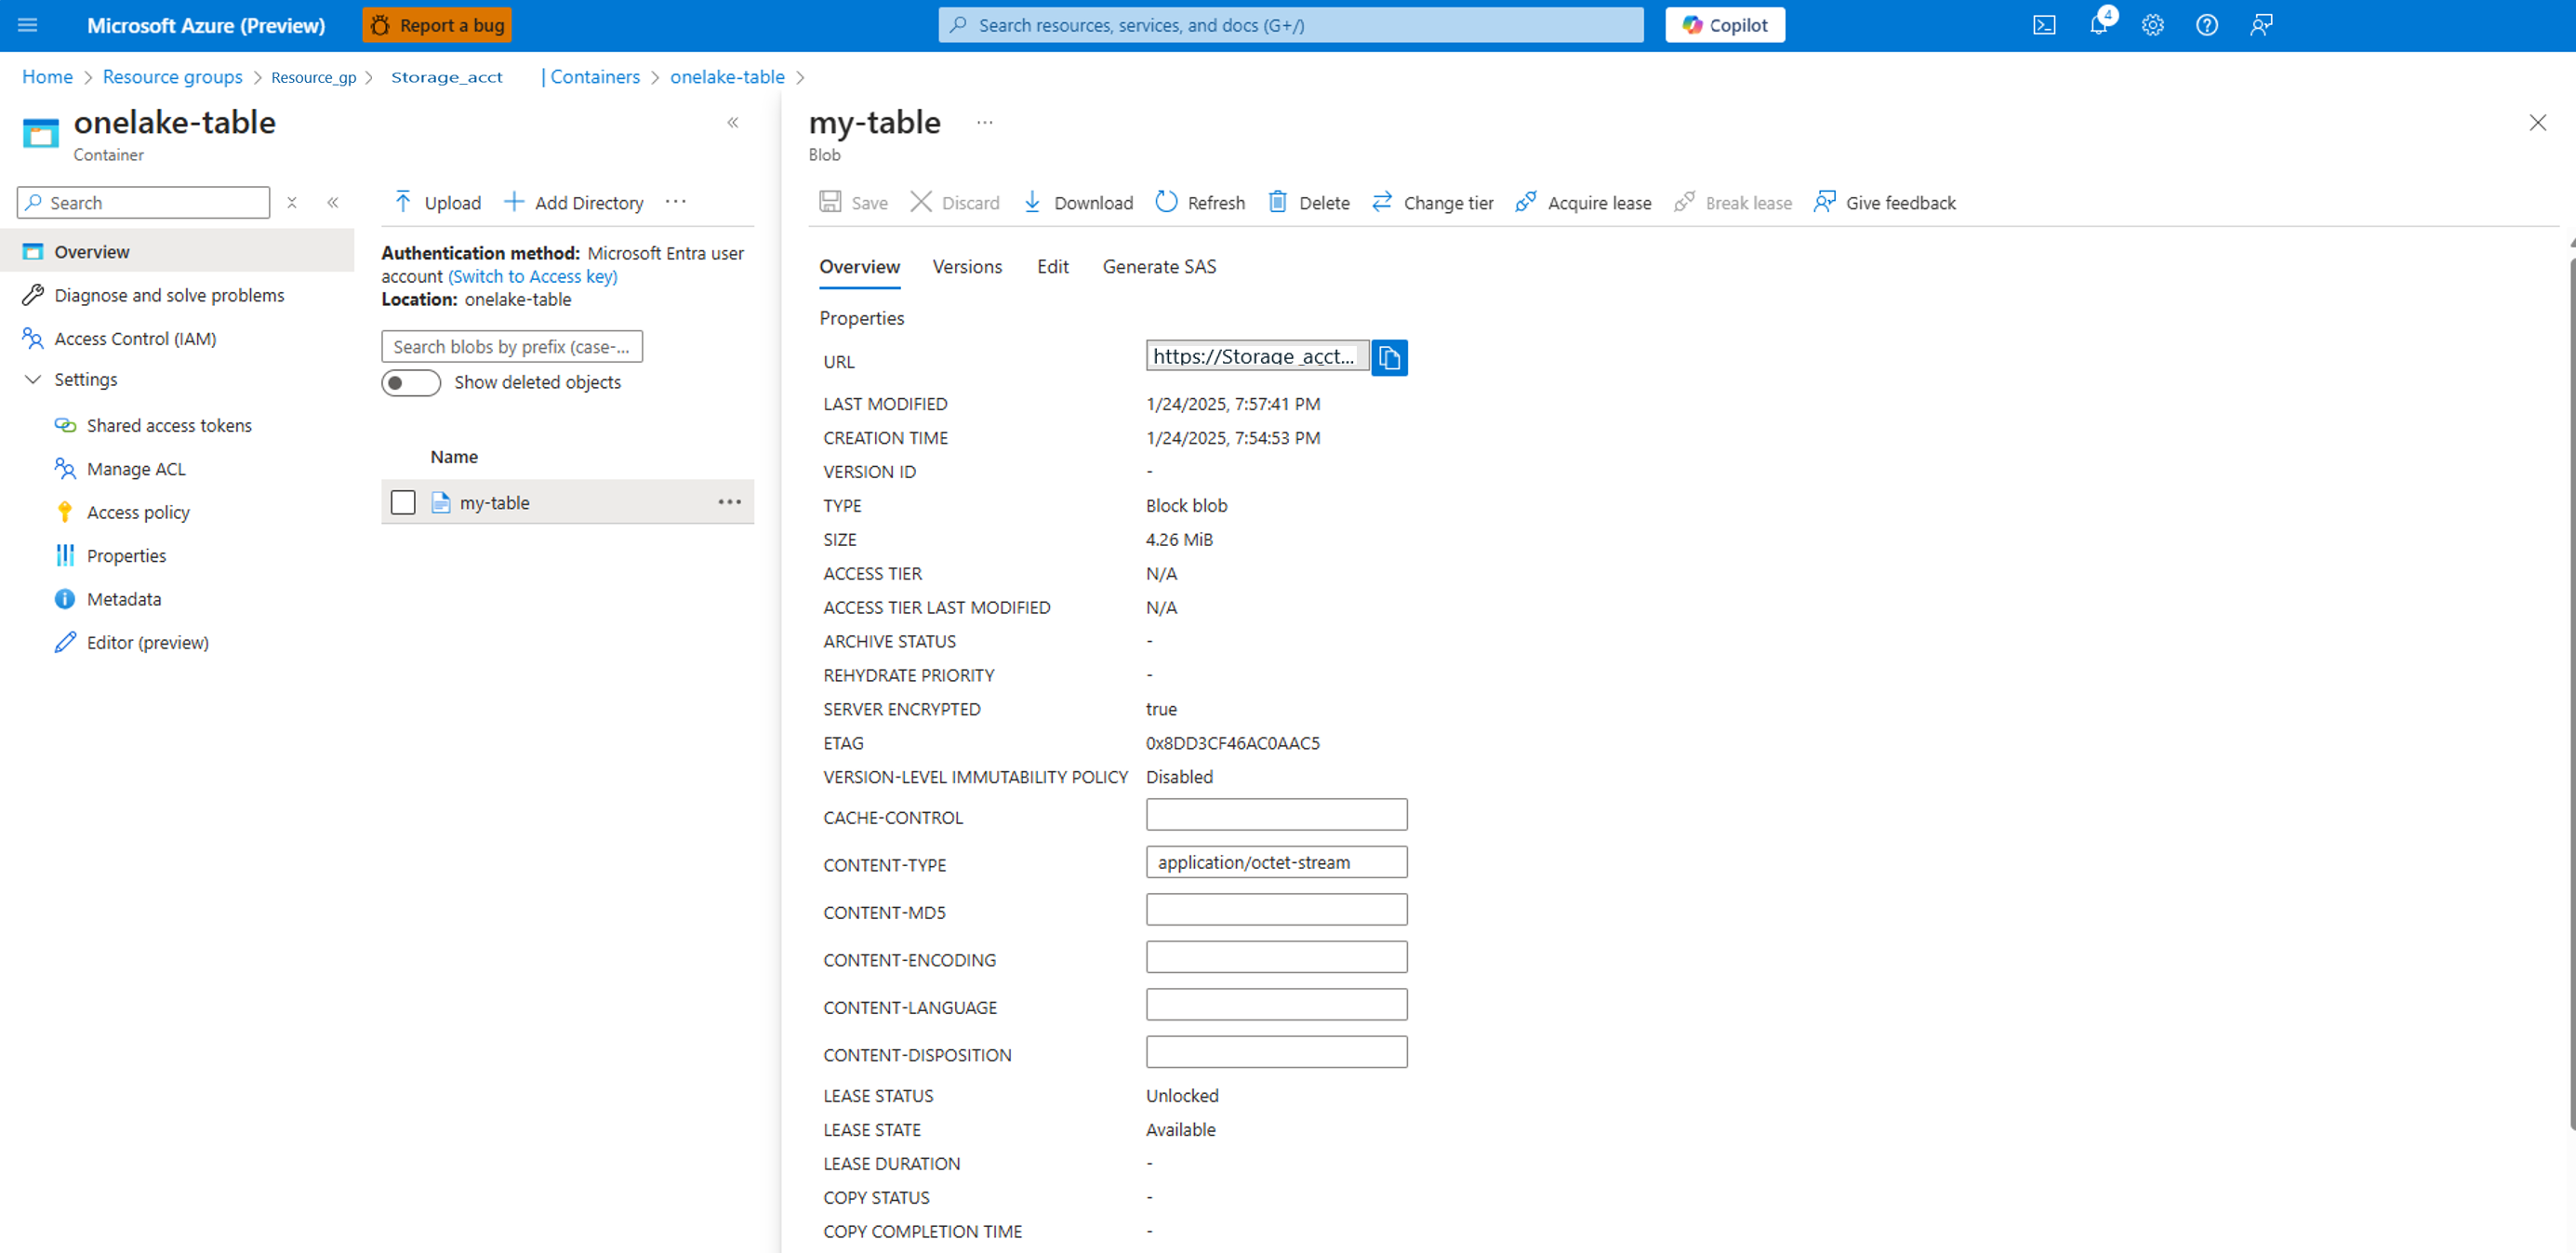 Microsoft Azure (Preview)
Report a bug
Search resources, services, and docs (G+/)
Copilot
4
Home > Resource groups > Resource_gp > Storage_acct | Containers > onelake-table >
onelake-table
Container
Search
Overview
Diagnose and solve problems
Access Control (IAM)
Settings
Shared access tokens
Manage ACL
Access policy
Properties
Metadata
Editor (preview)
Upload
Add Directory
Authentication method: Microsoft Entra user
account (Switch to Access key)
Location: onelake-table
Search blobs by prefix (case-...
Show deleted objects
Name
my-table
my-table
Blob
Save
Discard
Download
Refresh
Delete
Change tier
Acquire lease
Break lease
Give feedback
Overview
Versions
Edit
Generate SAS
Properties
URL https://Storage_acct...
LAST MODIFIED 1/24/2025, 7:57:41 PM
CREATION TIME 1/24/2025, 7:54:53 PM
VERSION ID -
TYPE Block blob
SIZE 4.26 MiB
ACCESS TIER N/A
ACCESS TIER LAST MODIFIED N/A
ARCHIVE STATUS -
REHYDRATE PRIORITY -
SERVER ENCRYPTED true
ETAG 0x8DD3CF46AC0AAC5
VERSION-LEVEL IMMUTABILITY POLICY Disabled
CACHE-CONTROL
CONTENT-TYPE application/octet-stream
CONTENT-MD5
CONTENT-ENCODING
CONTENT-LANGUAGE
CONTENT-DISPOSITION
LEASE STATUS Unlocked
LEASE STATE Available
LEASE DURATION -
COPY STATUS -
COPY COMPLETION TIME -